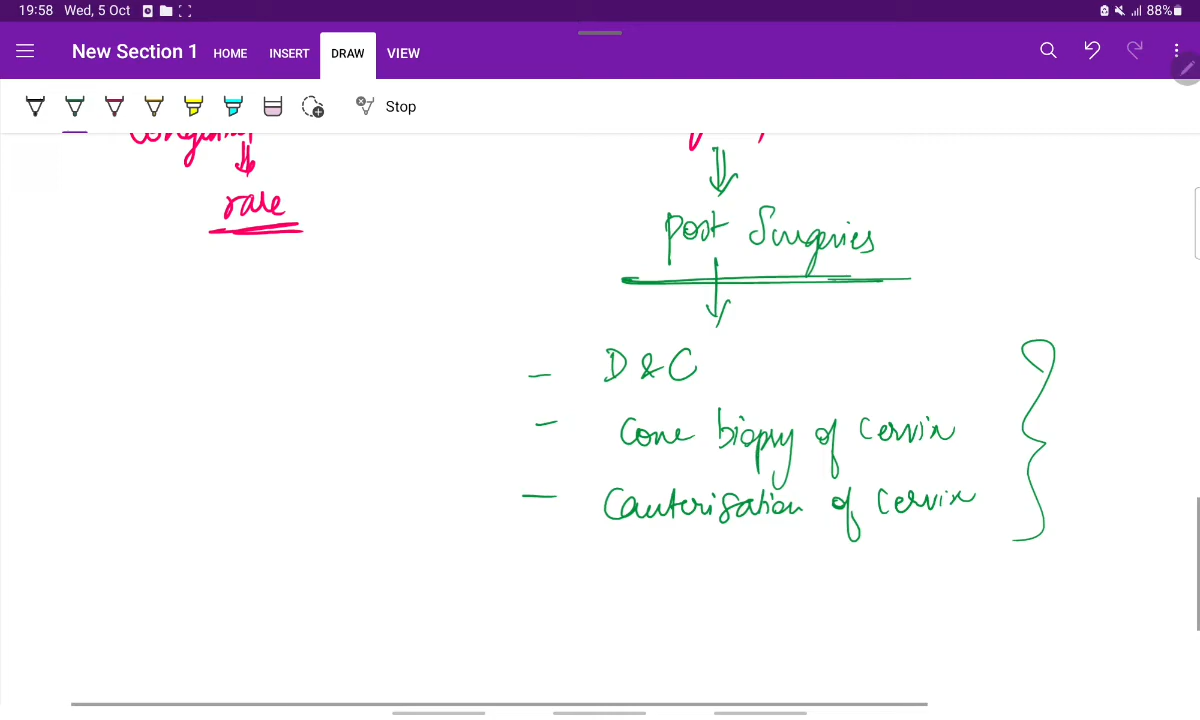 19:58 Wed, 5 Oct 88%
New Section 1 HOME INSERT DRAW VIEW
Stop
rare
post Surgeries
- D & C
- Cone biopsy of cervix
- Cauterisation of cervix